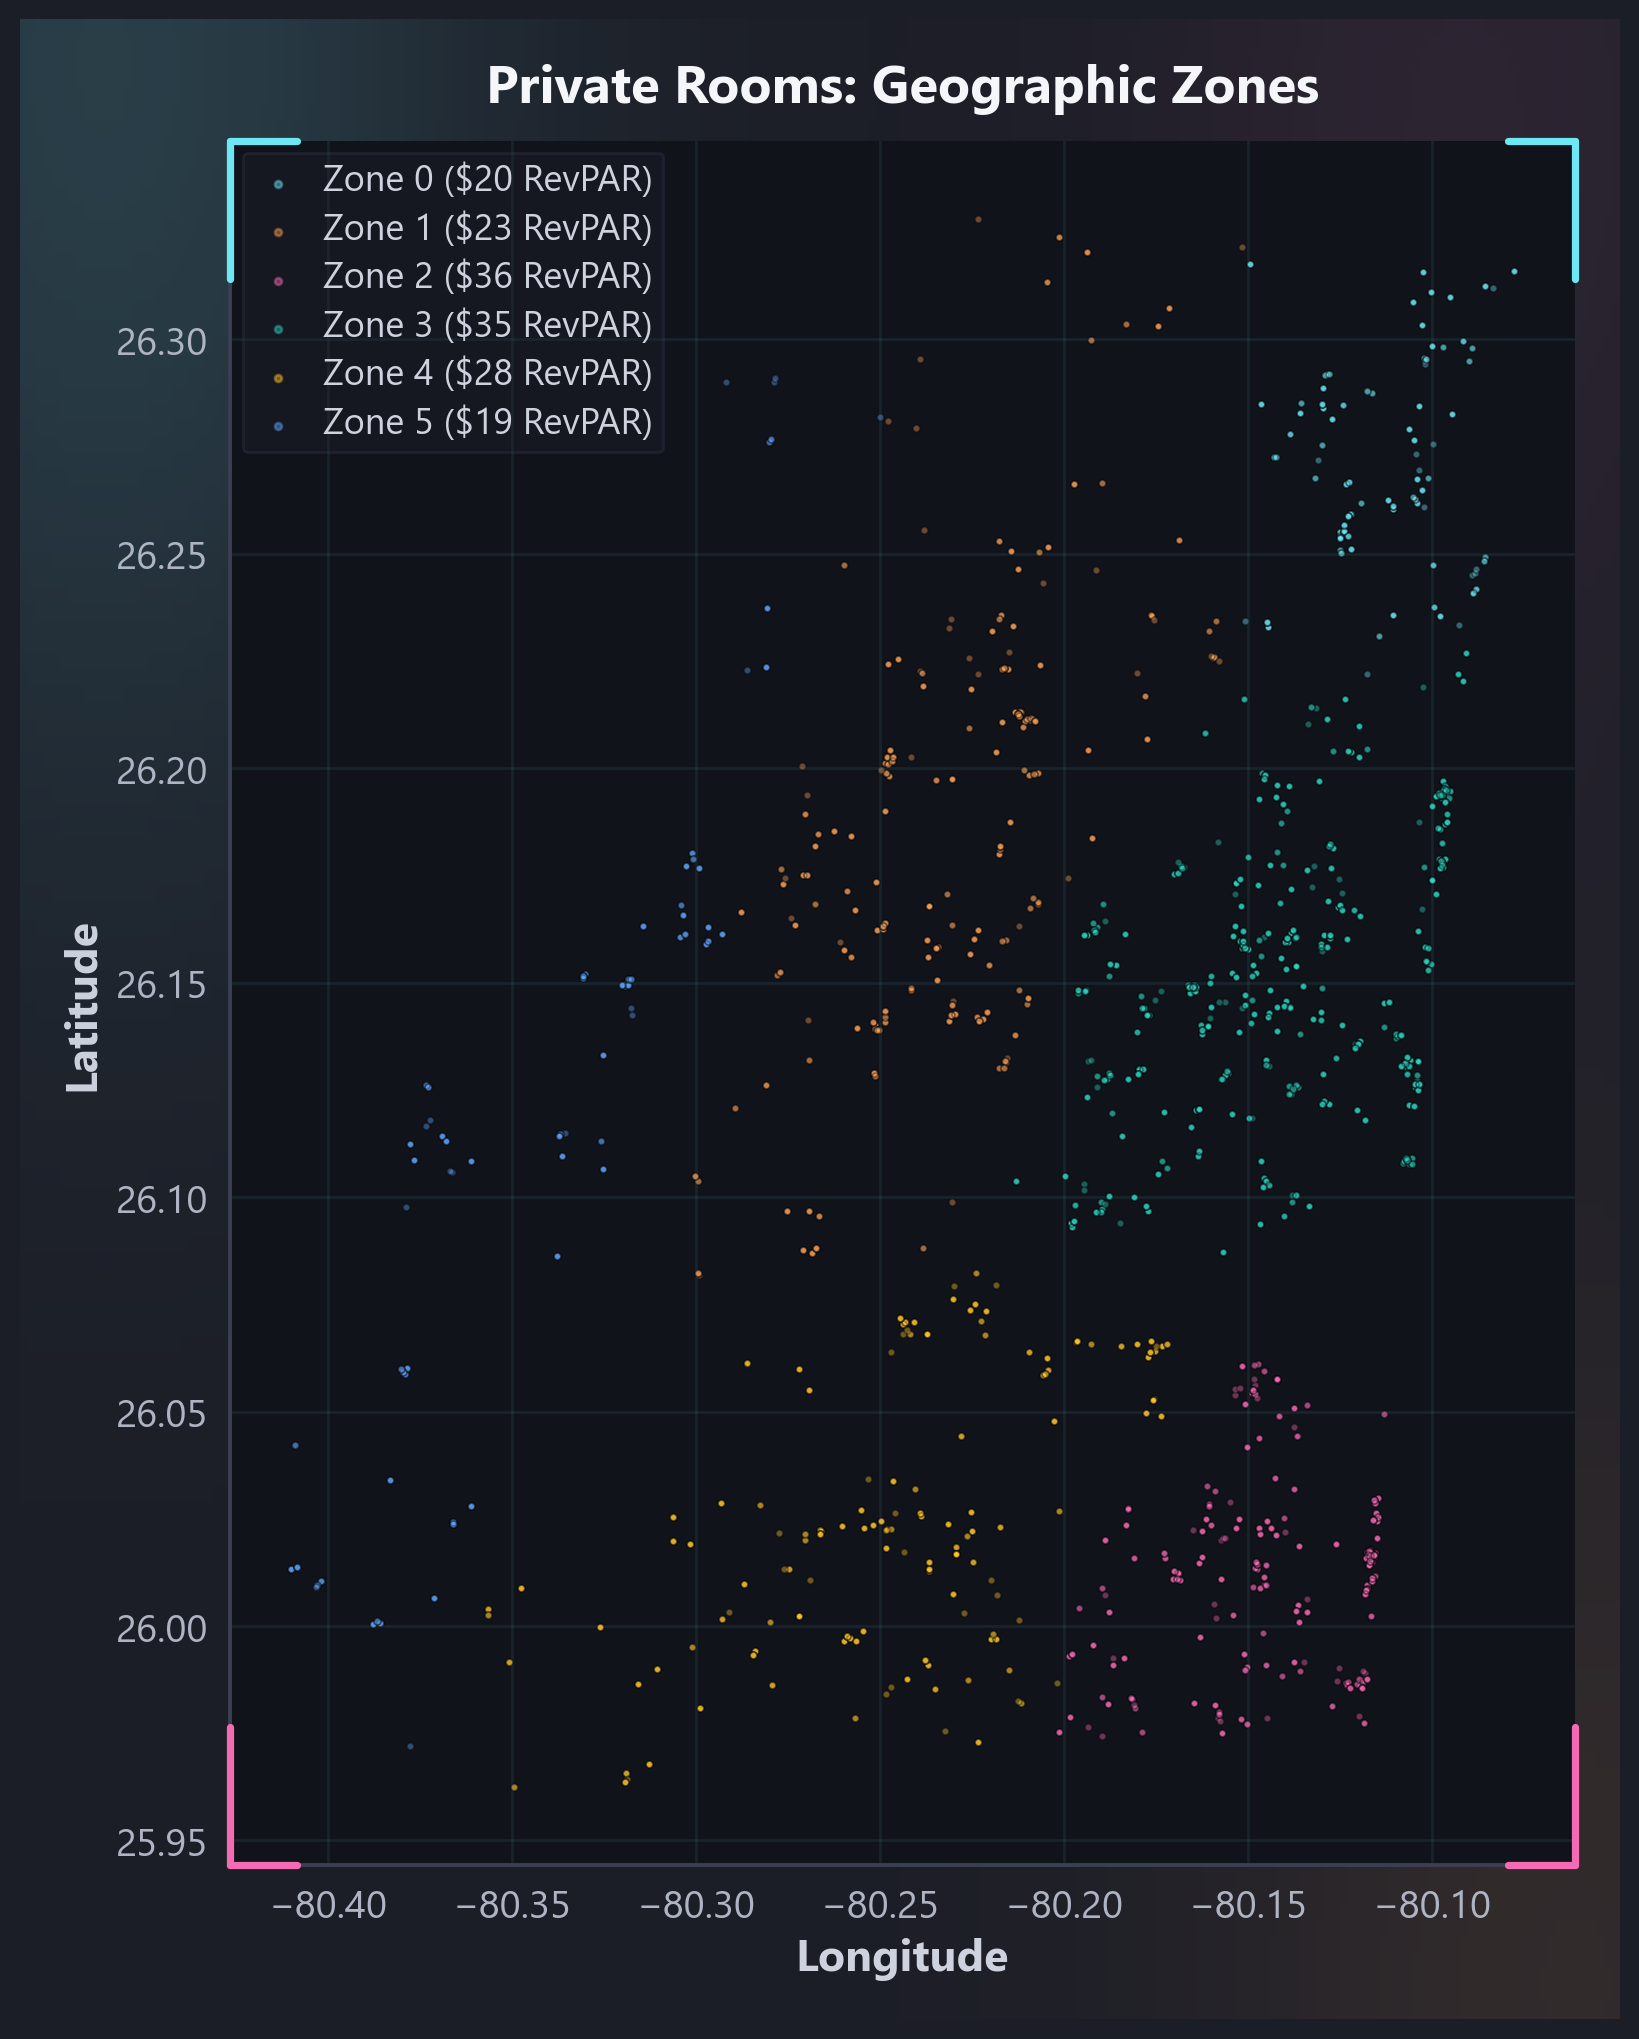 Private Rooms: Geographic Zones
Zone 0 ($20 RevPAR)
Zone 1 ($23 RevPAR)
Zone 2 ($36 RevPAR)
Zone 3 ($35 RevPAR)
Zone 4 ($28 RevPAR)
Zone 5 ($19 RevPAR)
26.30
26.25
26.20
26.15
26.10
26.05
26.00
25.95
Latitude
−80.40
−80.35
−80.30
−80.25
−80.20
−80.15
−80.10
Longitude